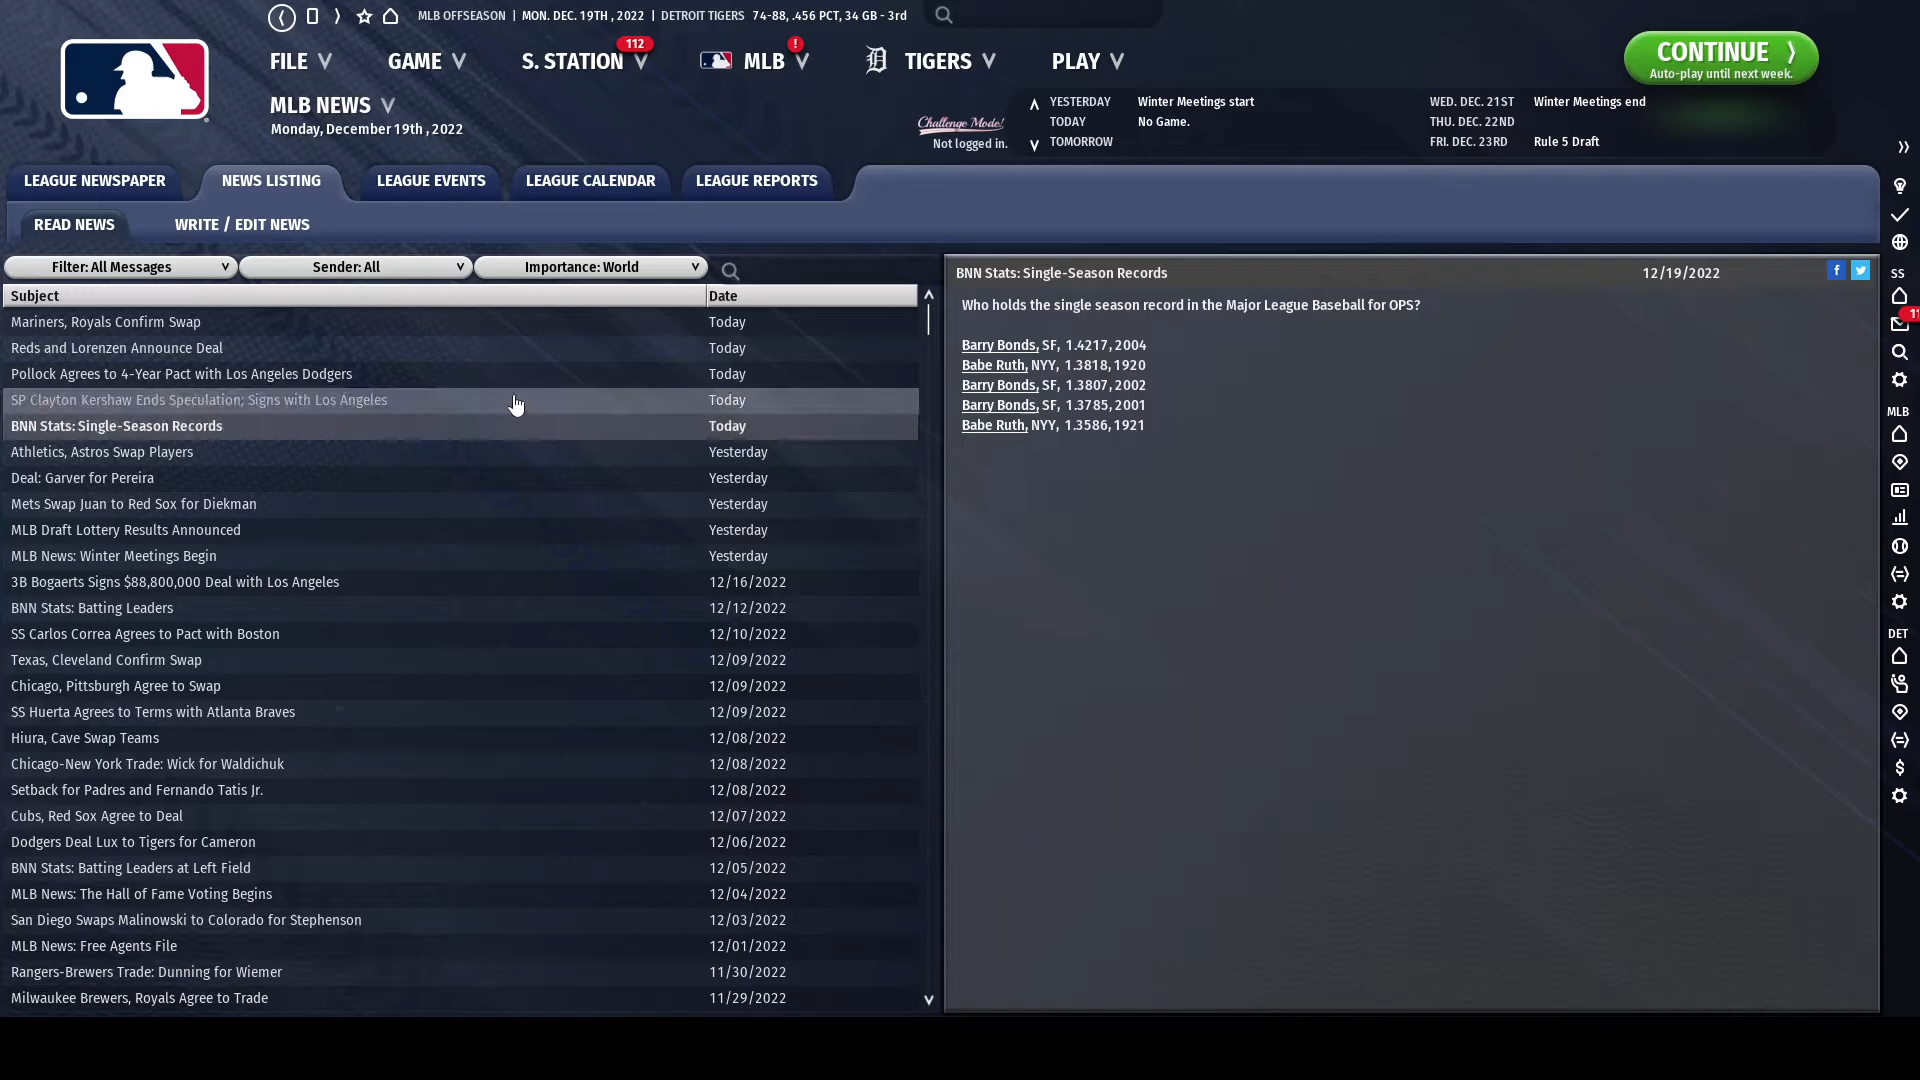 MLB OFFSEASON | MON. DEC. 19TH , 2022 | DETROIT TIGERS 74-88, .456 PCT, 34 GB - 3rd
FILE
GAME
S. STATION
112
MLB
!
TIGERS
PLAY
CONTINUE
Auto-play until next week.
MLB NEWS
Monday, December 19th , 2022
Challenge Mode!
Not logged in.
YESTERDAY Winter Meetings start
TODAY No Game.
TOMORROW
WED. DEC. 21ST Winter Meetings end
THU. DEC. 22ND
FRI. DEC. 23RD Rule 5 Draft
LEAGUE NEWSPAPER
NEWS LISTING
LEAGUE EVENTS
LEAGUE CALENDAR
LEAGUE REPORTS
READ NEWS
WRITE / EDIT NEWS
Filter: All Messages
Sender: All
Importance: World
Subject Date
Mariners, Royals Confirm Swap Today
Reds and Lorenzen Announce Deal Today
Pollock Agrees to 4-Year Pact with Los Angeles Dodgers Today
SP Clayton Kershaw Ends Speculation; Signs with Los Angeles Today
BNN Stats: Single-Season Records Today
Athletics, Astros Swap Players Yesterday
Deal: Garver for Pereira Yesterday
Mets Swap Juan to Red Sox for Diekman Yesterday
MLB Draft Lottery Results Announced Yesterday
MLB News: Winter Meetings Begin Yesterday
3B Bogaerts Signs $88,800,000 Deal with Los Angeles 12/16/2022
BNN Stats: Batting Leaders 12/12/2022
SS Carlos Correa Agrees to Pact with Boston 12/10/2022
Texas, Cleveland Confirm Swap 12/09/2022
Chicago, Pittsburgh Agree to Swap 12/09/2022
SS Huerta Agrees to Terms with Atlanta Braves 12/09/2022
Hiura, Cave Swap Teams 12/08/2022
Chicago-New York Trade: Wick for Waldichuk 12/08/2022
Setback for Padres and Fernando Tatis Jr. 12/08/2022
Cubs, Red Sox Agree to Deal 12/07/2022
Dodgers Deal Lux to Tigers for Cameron 12/06/2022
BNN Stats: Batting Leaders at Left Field 12/05/2022
MLB News: The Hall of Fame Voting Begins 12/04/2022
San Diego Swaps Malinowski to Colorado for Stephenson 12/03/2022
MLB News: Free Agents File 12/01/2022
Rangers-Brewers Trade: Dunning for Wiemer 11/30/2022
Milwaukee Brewers, Royals Agree to Trade 11/29/2022
BNN Stats: Single-Season Records 12/19/2022
Who holds the single season record in the Major League Baseball for OPS?
Barry Bonds, SF, 1.4217, 2004
Babe Ruth, NYY, 1.3818, 1920
Barry Bonds, SF, 1.3807, 2002
Barry Bonds, SF, 1.3785, 2001
Babe Ruth, NYY, 1.3586, 1921
SS
MLB
DET